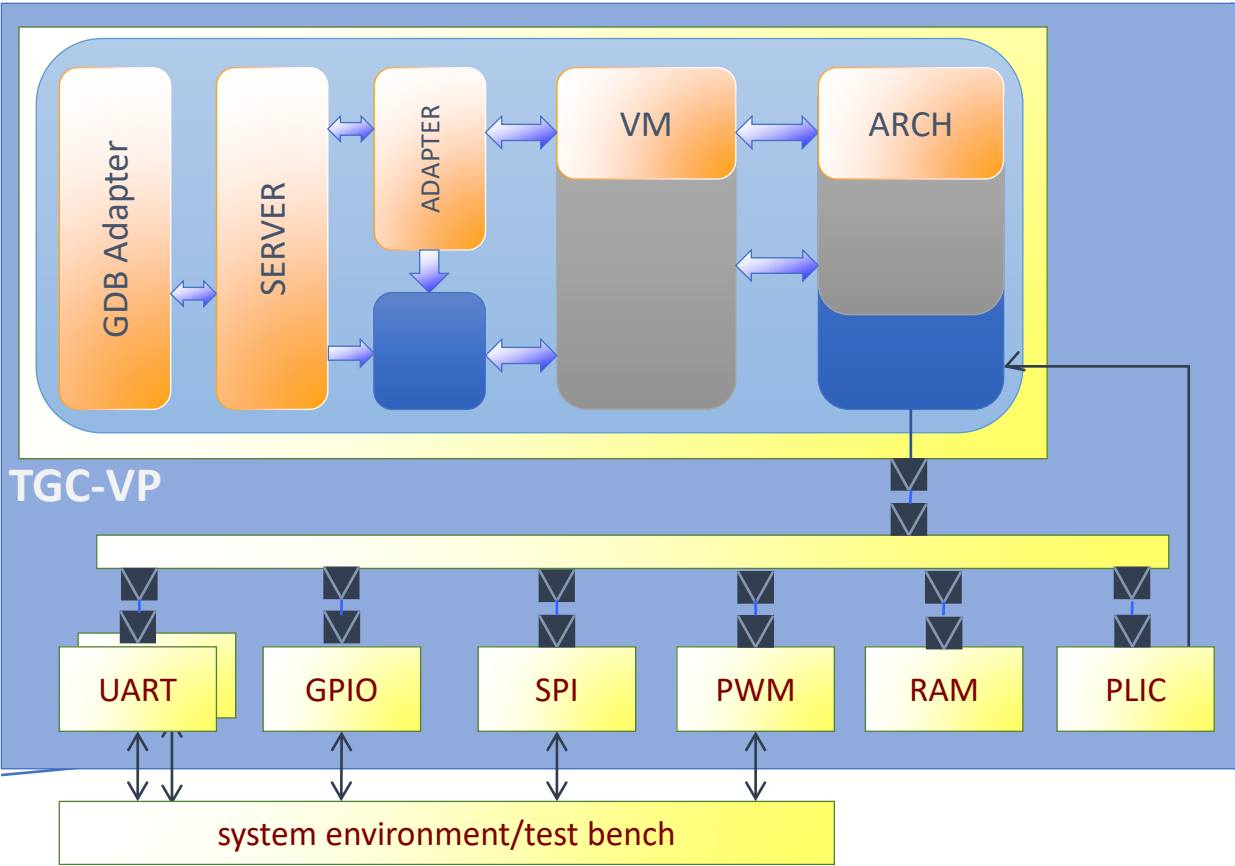 GDB Adapter
SERVER
ADAPTER
VM
ARCH
TGC-VP
UART
GPIO
SPI
PWM
RAM
PLIC
system environment/test bench